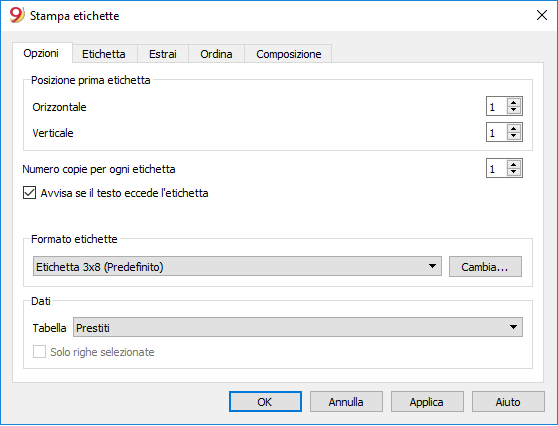 9 Stampa etichette
Opzioni Etichetta Estrai Ordina Composizione
Posizione prima etichetta
Orizzontale 1
Verticale 1
Numero copie per ogni etichetta 1
Avvisa se il testo eccede l'etichetta
Formato etichette
Etichetta 3x8 (Predefinito) Cambia...
Dati
Tabella Prestiti
Solo righe selezionate
OK Annulla Applica Aiuto